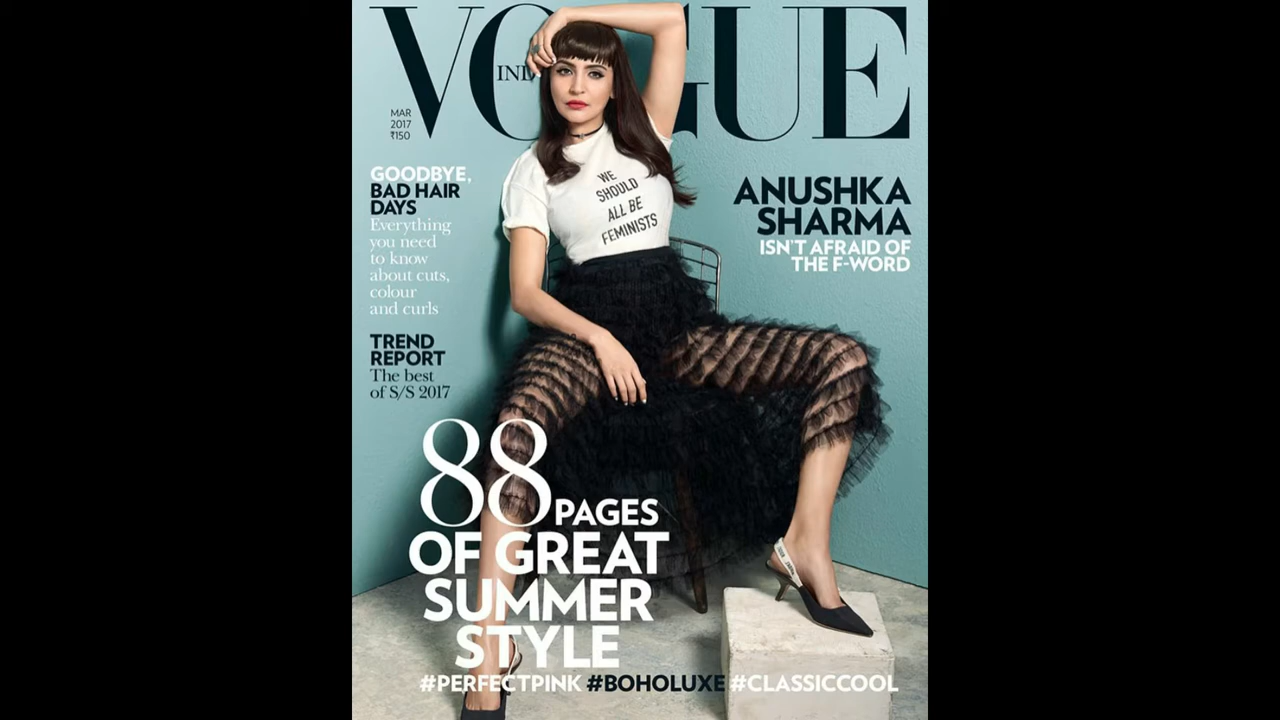 VOGUE
IND
MAR
2017
₹150
GOODBYE,
BAD HAIR
DAYS
Everything
you need
to know
about cuts,
colour
and curls
TREND
REPORT
The best
of S/S 2017
WE
SHOULD
ALL BE
FEMINISTS
ANUSHKA
SHARMA
ISN'T AFRAID OF
THE F-WORD
88 PAGES
OF GREAT
SUMMER
STYLE
#PERFECTPINK #BOHOLUXE #CLASSICCOOL